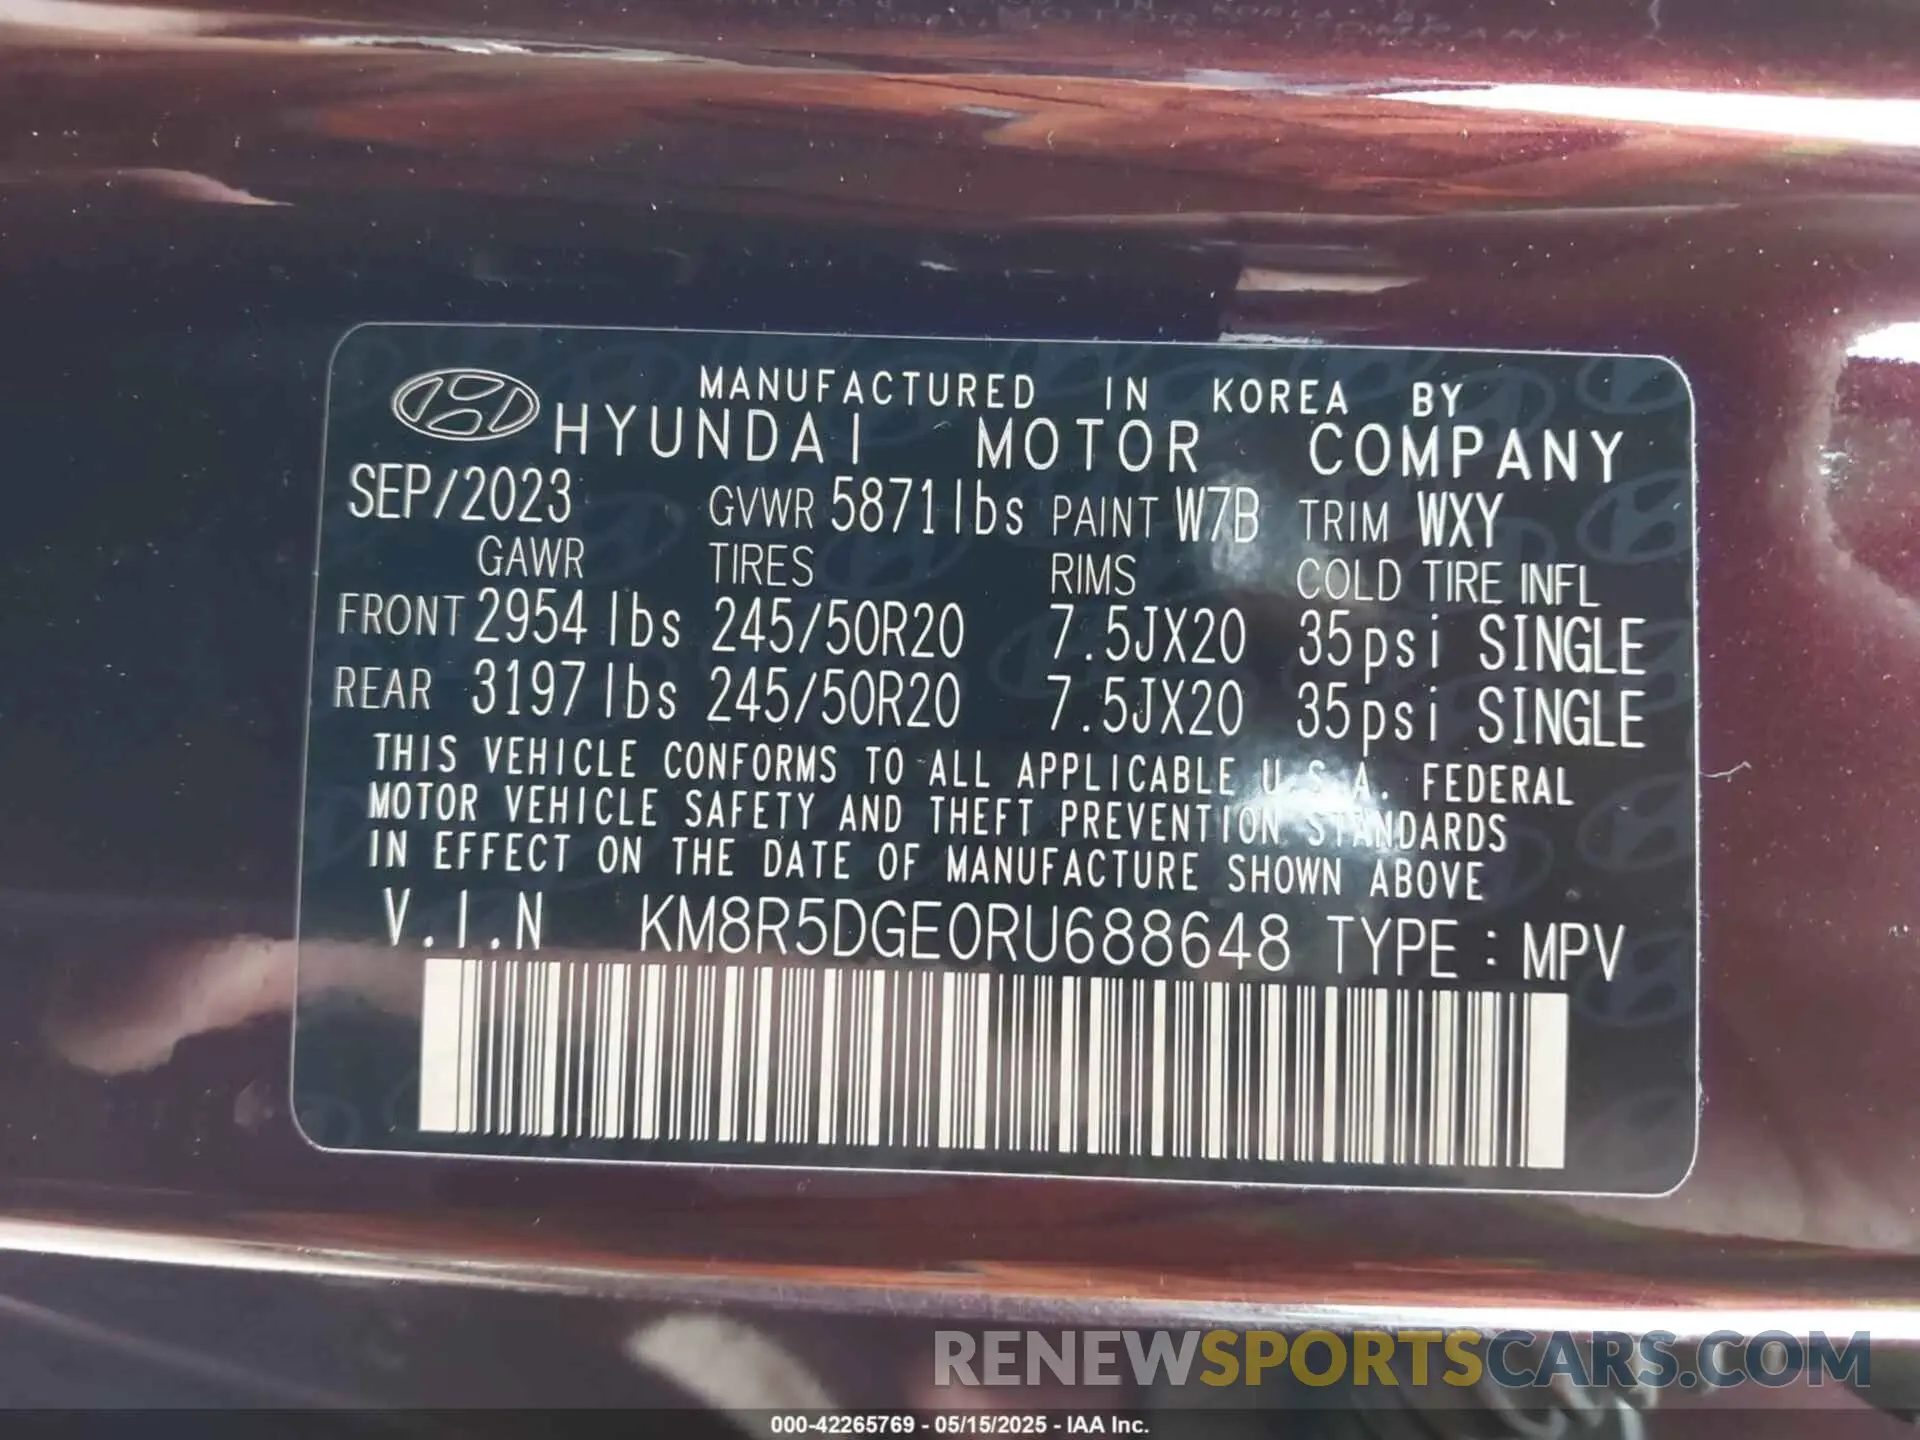 MANUFACTURED IN KOREA BY
HYUNDAI MOTOR COMPANY
SEP/2023 GVWR 5871lbs PAINT W7B TRIM WXY
GAWR TIRES RIMS COLD TIRE INFL
FRONT 2954 lbs 245/50R20 7.5JX20 35psi SINGLE
REAR 3197 lbs 245/50R20 7.5JX20 35psi SINGLE
THIS VEHICLE CONFORMS TO ALL APPLICABLE U.S.A. FEDERAL
MOTOR VEHICLE SAFETY AND THEFT PREVENTION STANDARDS
IN EFFECT ON THE DATE OF MANUFACTURE SHOWN ABOVE
V.I.N KM8R5DGE0RU688648 TYPE : MPV
RENEWSPORTSCARS.COM
000-42265769 - 05/15/2025 - IAA Inc.